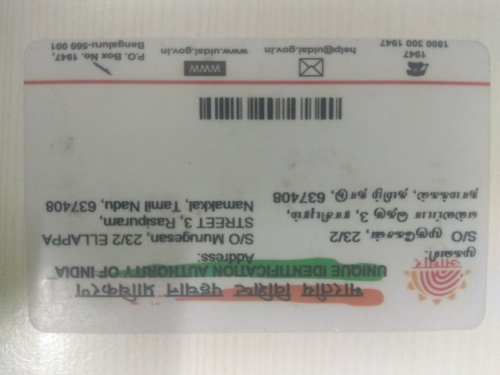 भारतीय विशिष्ट पहचान प्राधिकरण
UNIQUE IDENTIFICATION AUTHORITY OF INDIA
आधार
முகவரி:
S/O முருகேசன், 23/2
எல்லப்பா தெரு 3, ராசிபுரம்,
நாமக்கல், தமிழ் நாடு, 637408
Address:
S/O Murugesan, 23/2 ELLAPPA
STREET 3, Rasipuram,
Namakkal, Tamil Nadu, 637408
1947
1800 300 1947
help@uidai.gov.in
www
www.uidai.gov.in
P.O. Box No. 1947,
Bengaluru-560 001